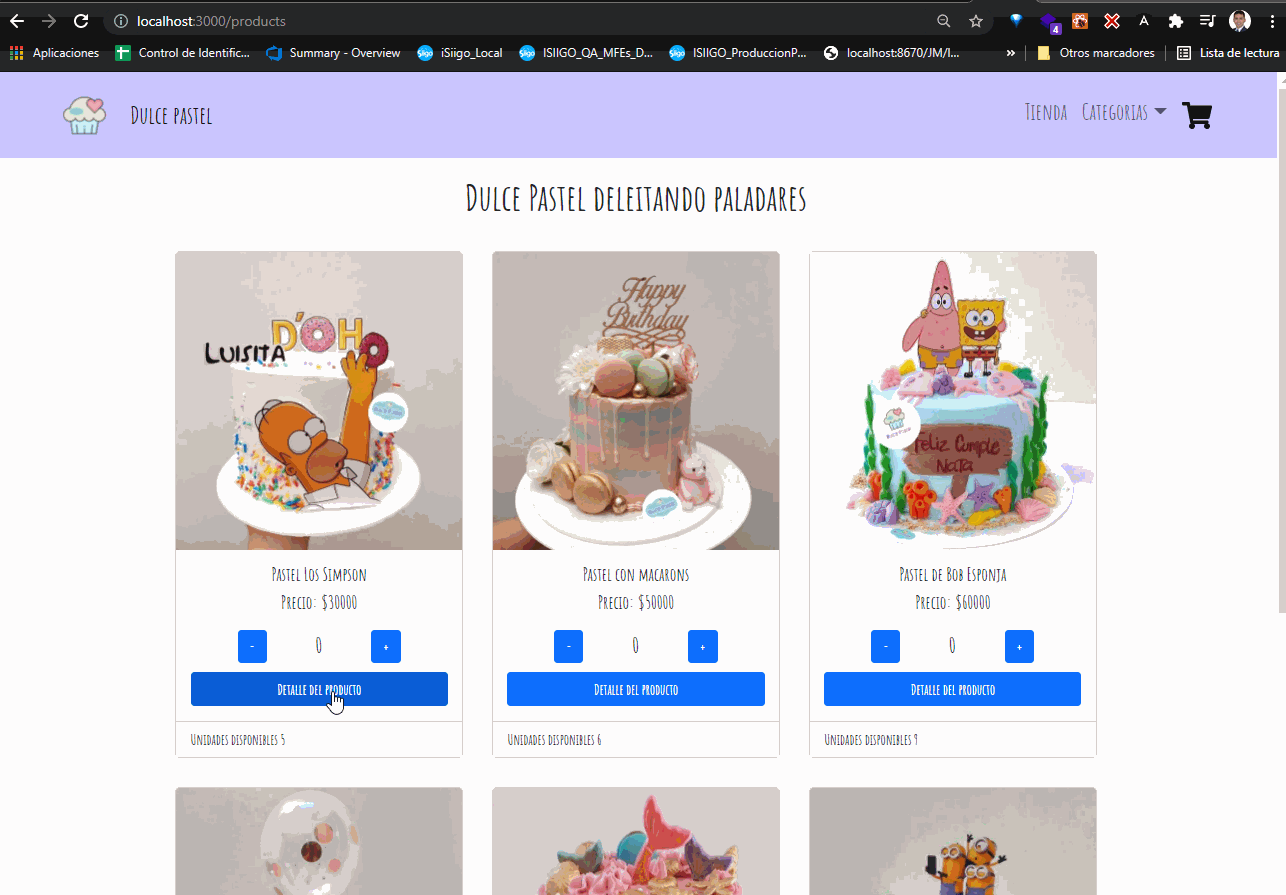 localhost:3000/products
4
A
Aplicaciones Control de Identific... Summary - Overview iSiigo_Local ISIIGO_QA_MFEs_D... ISIIGO_ProduccionP... localhost:8670/JM/I... » Otros marcadores Lista de lectura
Dulce pastel
Tienda Categorias
Dulce Pastel deleitando paladares
D'OHO
LUISITA
Happy
Birthday
Feliz Cumple
Nata
Pastel Los Simpson
Precio: $30000
- 0 +
Detalle del producto
Unidades disponibles 5
Pastel con macarons
Precio: $50000
- 0 +
Detalle del producto
Unidades disponibles 6
Pastel de Bob Esponja
Precio: $60000
- 0 +
Detalle del producto
Unidades disponibles 9